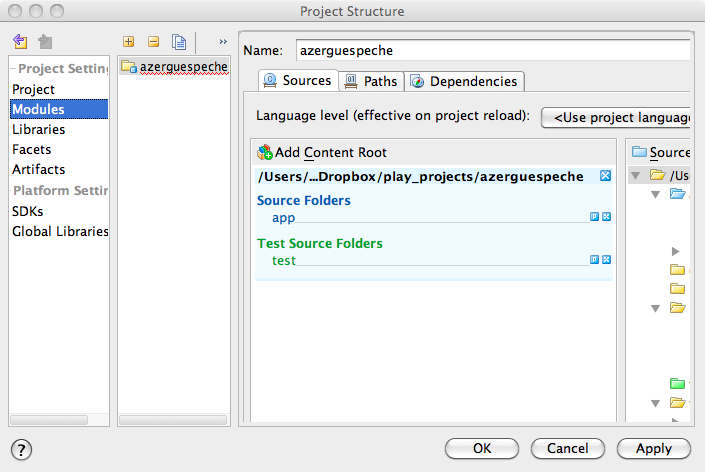 Project Structure
Project Settin
Project
Modules
Libraries
Facets
Artifacts
Platform Settin
SDKs
Global Libraries
»
azerguespeche
Name: azerguespeche
Sources Paths Dependencies
Language level (effective on project reload): <Use project language
Add Content Root
/Users/...Dropbox/play_projects/azerguespeche
Source Folders
app
Test Source Folders
test
Source
/Use
? OK Cancel Apply